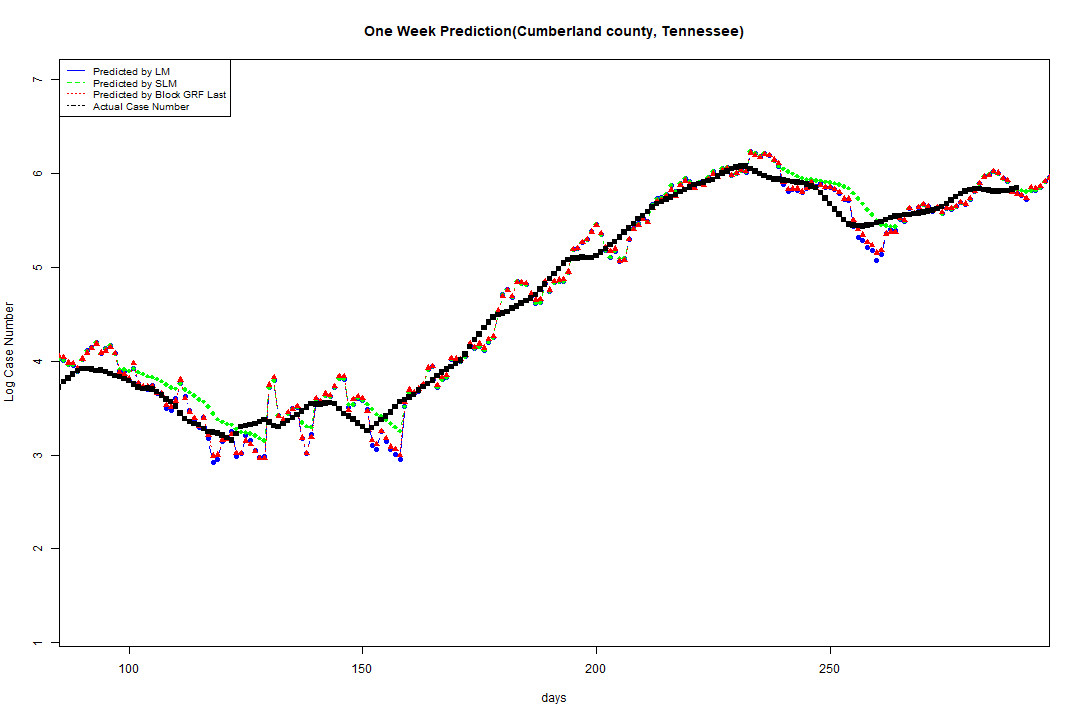 One Week Prediction(Cumberland county, Tennessee)
Predicted by LM
Predicted by SLM
Predicted by Block GRF Last
Actual Case Number
7
6
5
4
3
2
1
Log Case Number
100 150 200 250
days